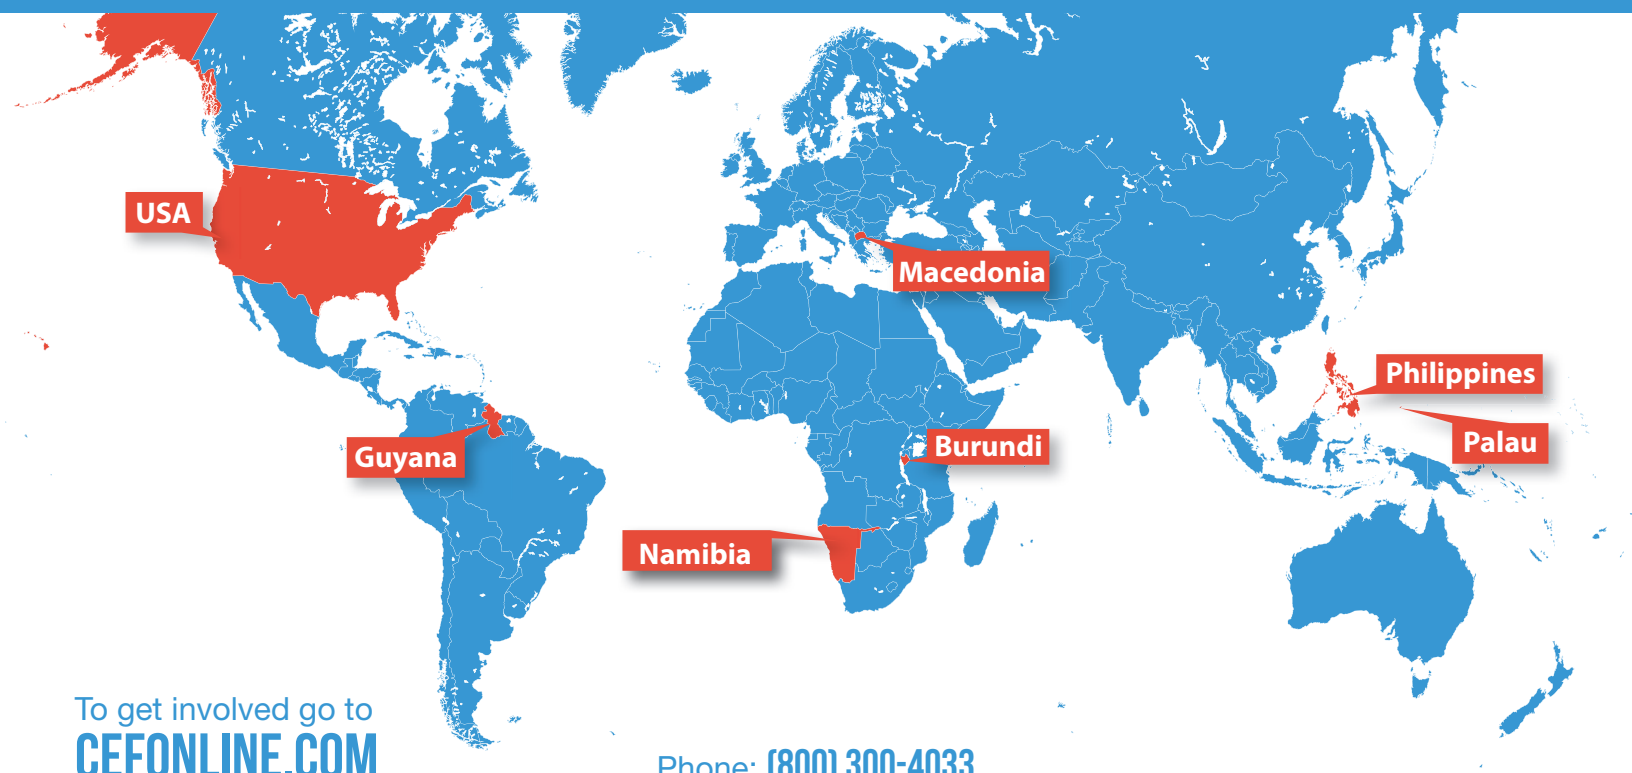 USA
Macedonia
Philippines
Palau
Burundi
Guyana
Namibia
To get involved go to
CEFONLINE.COM
Phone: (800) 300-4033